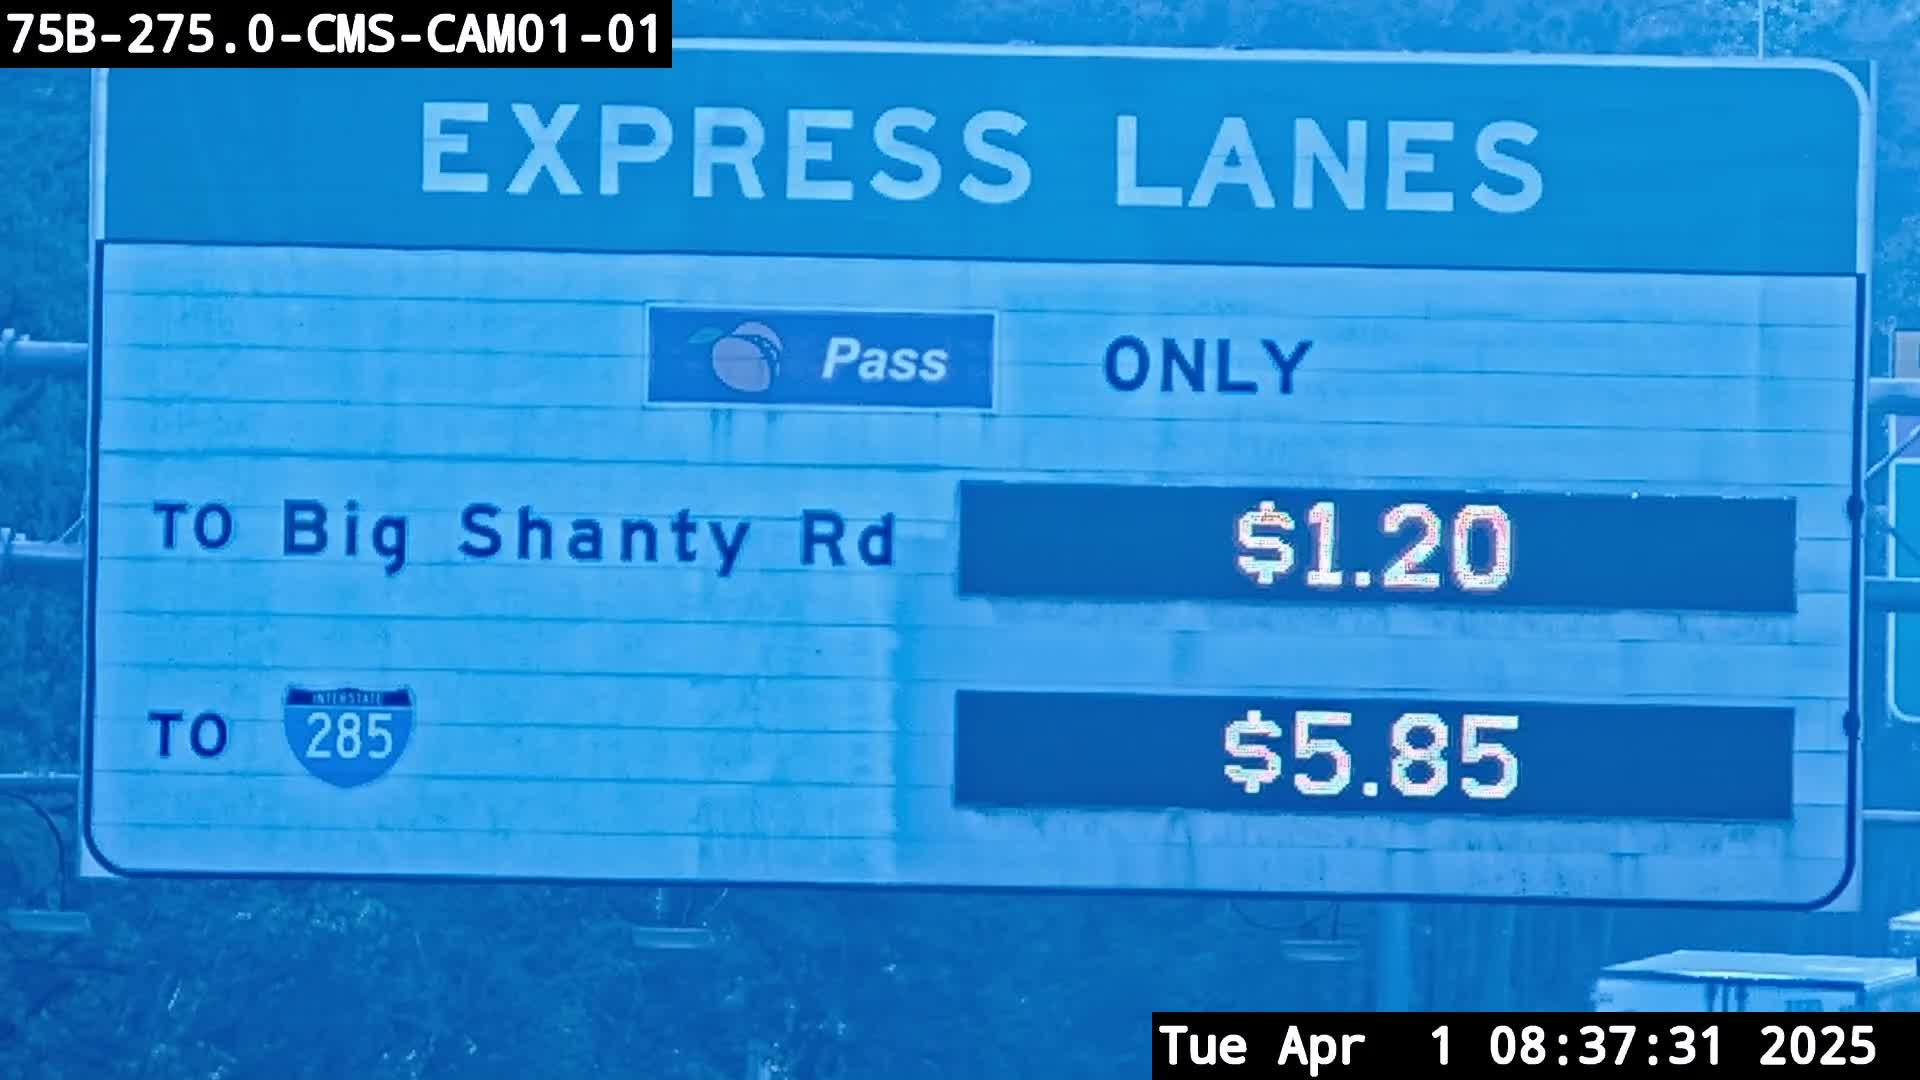 75B-275.0-CMS-CAM01-01
EXPRESS LANES
Pass ONLY
TO Big Shanty Rd $1.20
TO INTERSTATE 285 $5.85
Tue Apr 1 08:37:31 2025